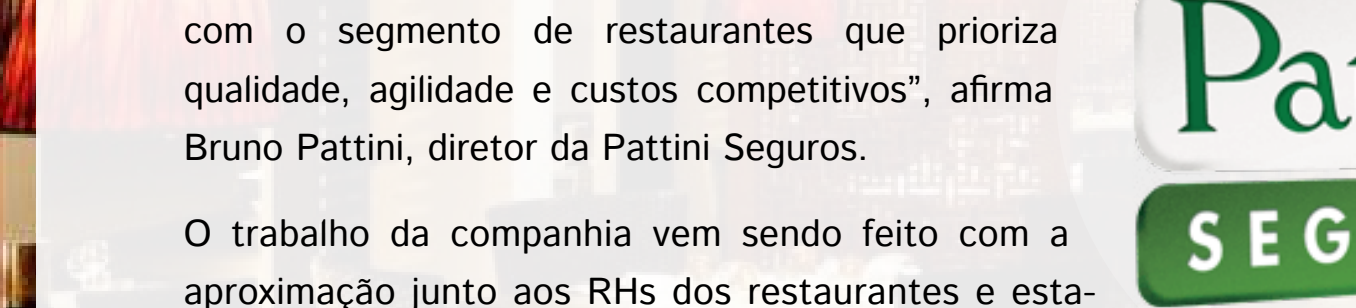 com o segmento de restaurantes que prioriza
qualidade, agilidade e custos competitivos”, afirma
Bruno Pattini, diretor da Pattini Seguros.
O trabalho da companhia vem sendo feito com a
aproximação junto aos RHs dos restaurantes e esta-
Pa
SEG